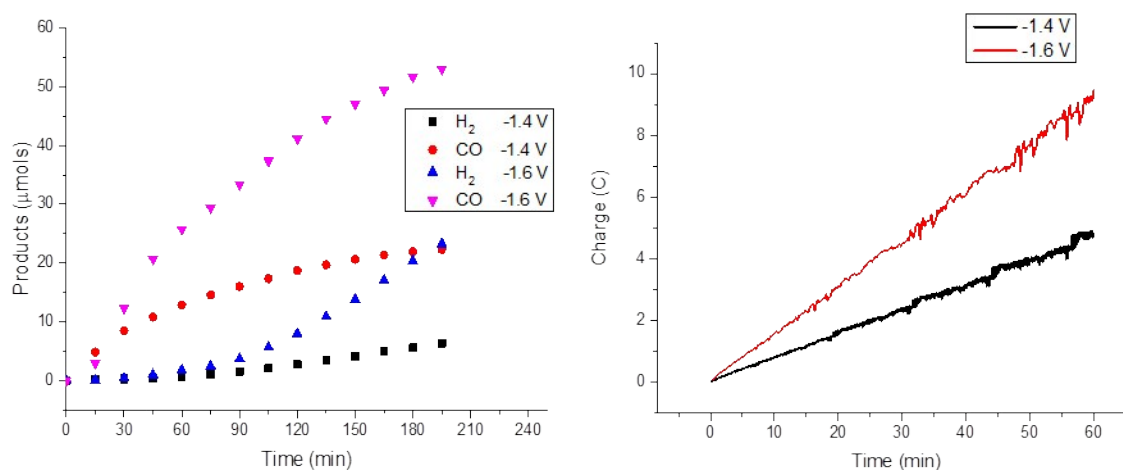 60
50
40
30
20
10
0
Products (μmols)
H2 -1.4 V
CO -1.4 V
H2 -1.6 V
CO -1.6 V
0 30 60 90 120 150 180 210 240
Time (min)
-1.4 V
-1.6 V
10
8
6
4
2
0
Charge (C)
0 10 20 30 40 50 60
Time (min)